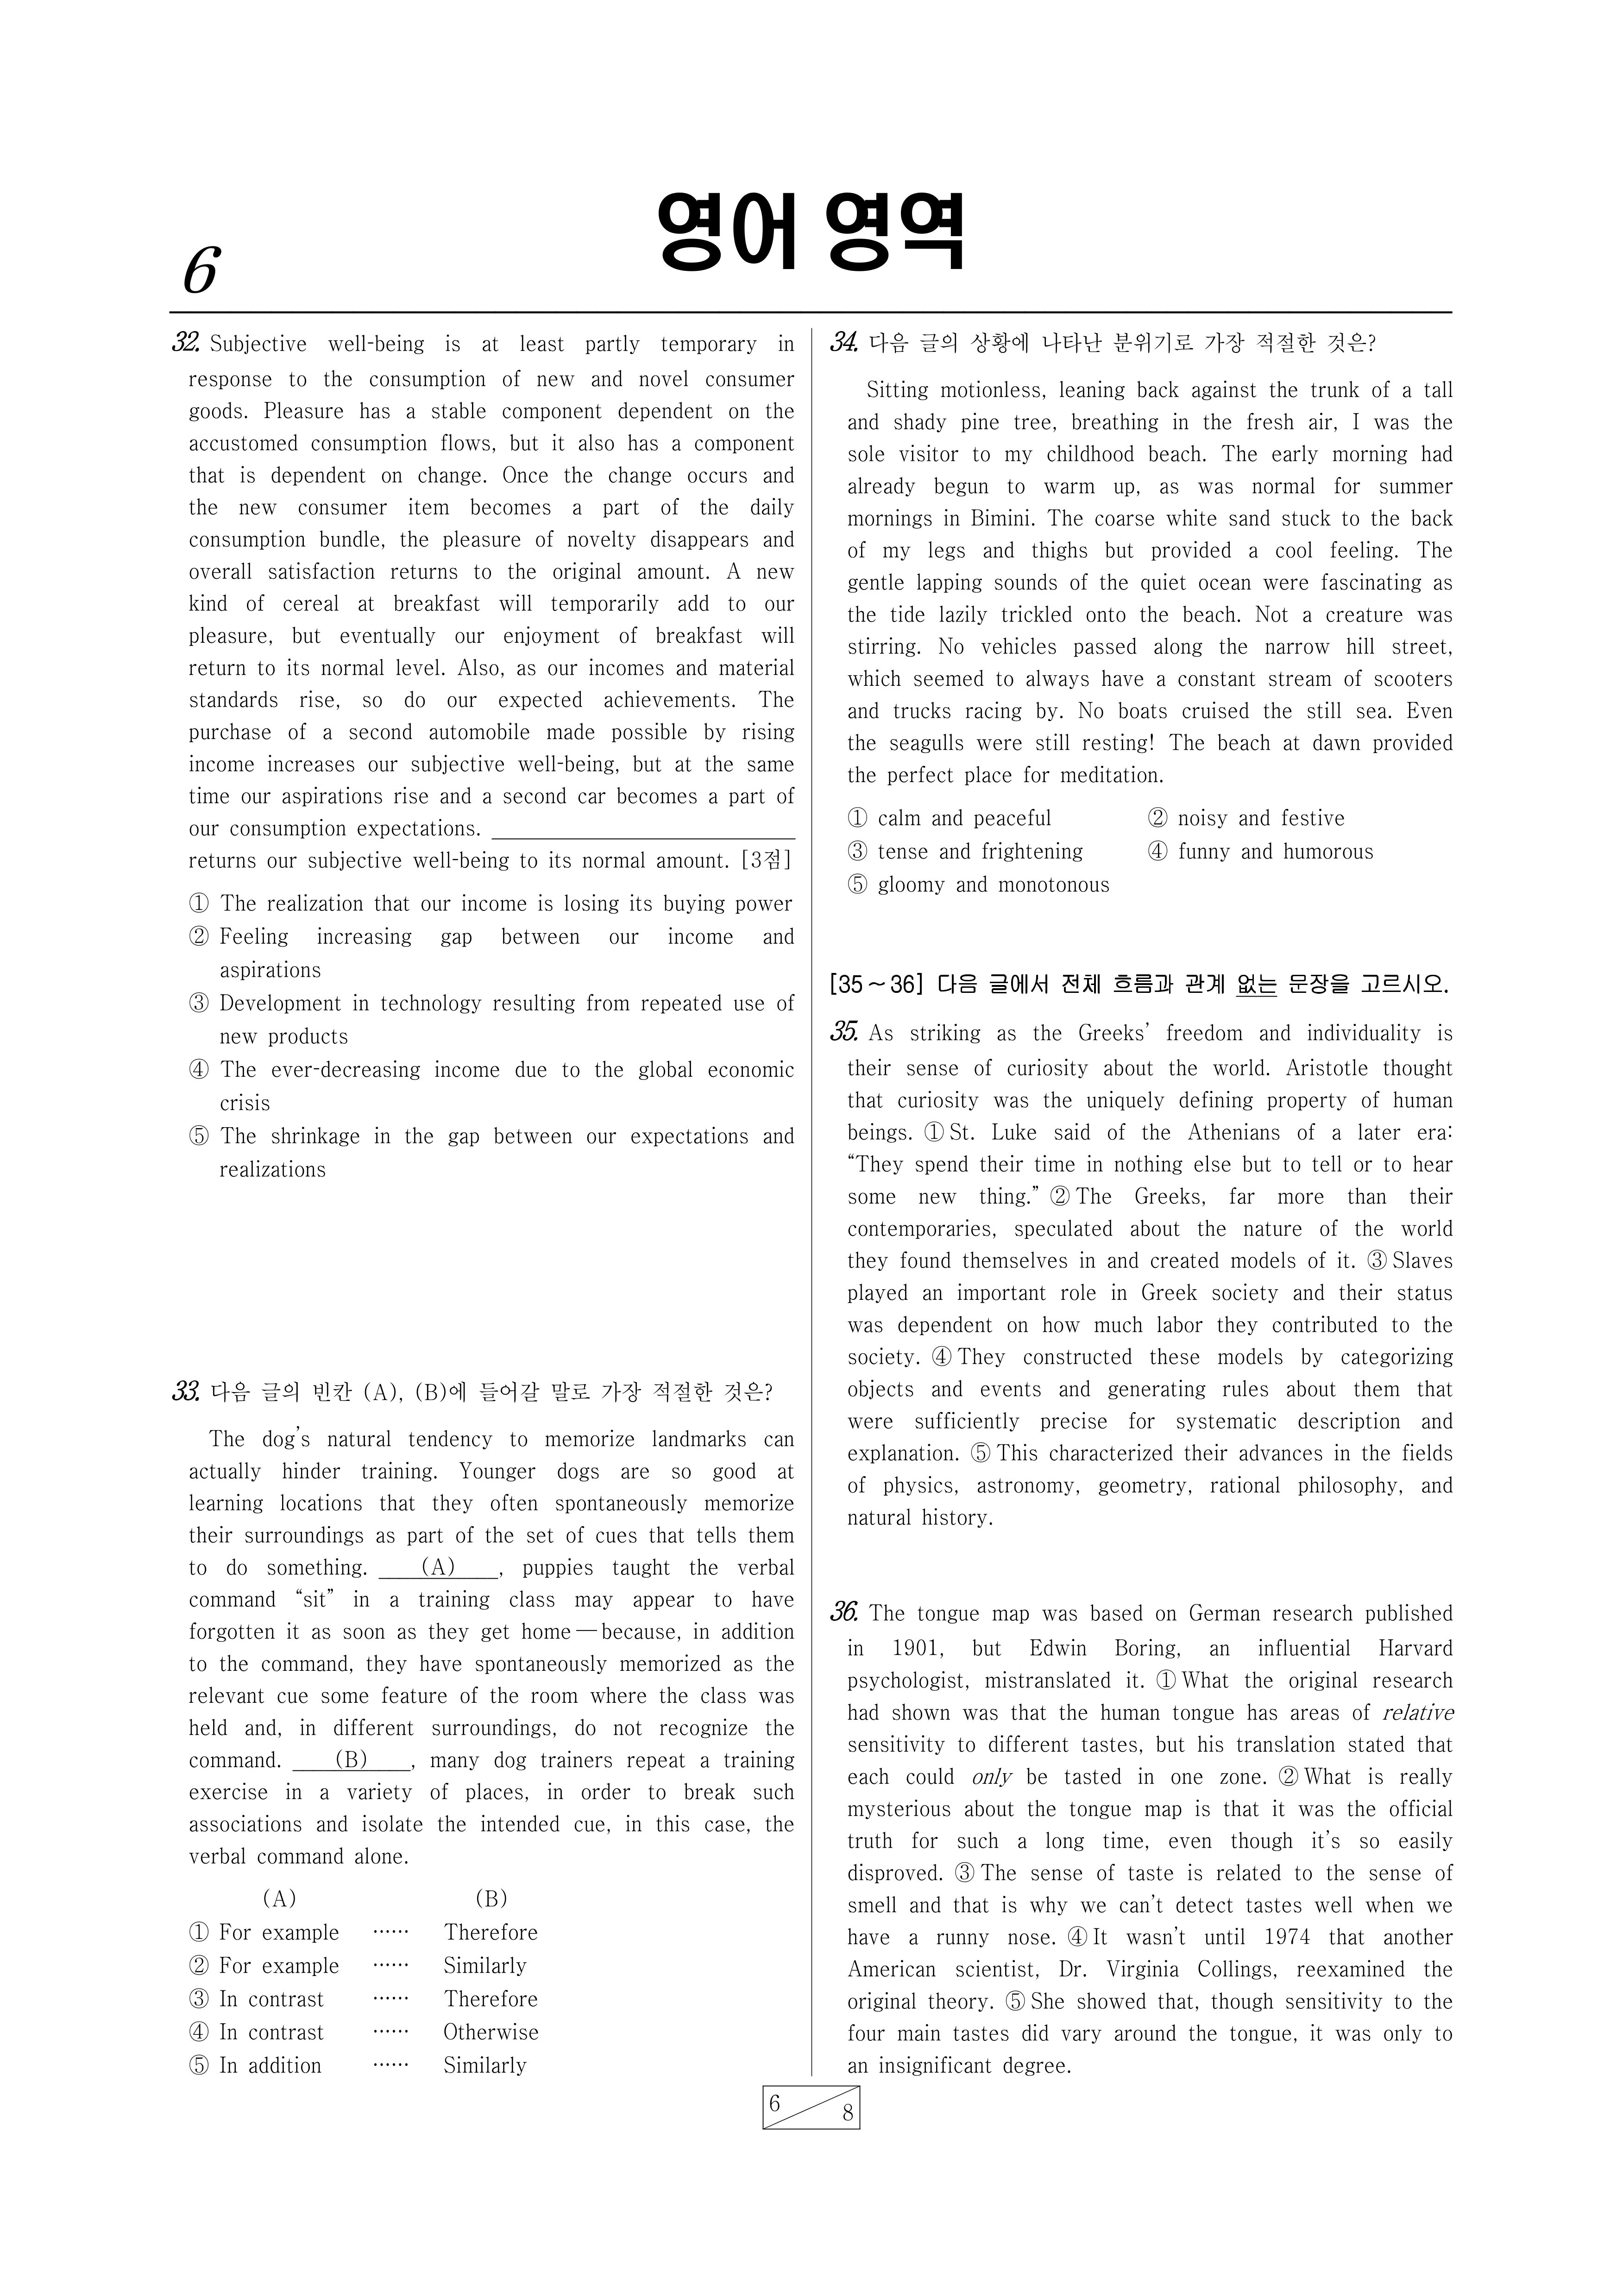 영어 영역
6
32. Subjective well-being is at least partly temporary in
response to the consumption of new and novel consumer
goods. Pleasure has a stable component dependent on the
accustomed consumption flows, but it also has a component
that is dependent on change. Once the change occurs and
the new consumer item becomes a part of the daily
consumption bundle, the pleasure of novelty disappears and
overall satisfaction returns to the original amount. A new
kind of cereal at breakfast will temporarily add to our
pleasure, but eventually our enjoyment of breakfast will
return to its normal level. Also, as our incomes and material
standards rise, so do our expected achievements. The
purchase of a second automobile made possible by rising
income increases our subjective well-being, but at the same
time our aspirations rise and a second car becomes a part of
our consumption expectations. ____________________
returns our subjective well-being to its normal amount. [3점]
① The realization that our income is losing its buying power
② Feeling increasing gap between our income and
aspirations
③ Development in technology resulting from repeated use of
new products
④ The ever-decreasing income due to the global economic
crisis
⑤ The shrinkage in the gap between our expectations and
realizations
33. 다음 글의 빈칸 (A), (B)에 들어갈 말로 가장 적절한 것은?
The dog's natural tendency to memorize landmarks can
actually hinder training. Younger dogs are so good at
learning locations that they often spontaneously memorize
their surroundings as part of the set of cues that tells them
to do something. (A) , puppies taught the verbal
command “sit” in a training class may appear to have
forgotten it as soon as they get home ― because, in addition
to the command, they have spontaneously memorized as the
relevant cue some feature of the room where the class was
held and, in different surroundings, do not recognize the
command. (B) , many dog trainers repeat a training
exercise in a variety of places, in order to break such
associations and isolate the intended cue, in this case, the
verbal command alone.
(A) (B)
① For example …… Therefore
② For example …… Similarly
③ In contrast …… Therefore
④ In contrast …… Otherwise
⑤ In addition …… Similarly
34. 다음 글의 상황에 나타난 분위기로 가장 적절한 것은?
Sitting motionless, leaning back against the trunk of a tall
and shady pine tree, breathing in the fresh air, I was the
sole visitor to my childhood beach. The early morning had
already begun to warm up, as was normal for summer
mornings in Bimini. The coarse white sand stuck to the back
of my legs and thighs but provided a cool feeling. The
gentle lapping sounds of the quiet ocean were fascinating as
the tide lazily trickled onto the beach. Not a creature was
stirring. No vehicles passed along the narrow hill street,
which seemed to always have a constant stream of scooters
and trucks racing by. No boats cruised the still sea. Even
the seagulls were still resting! The beach at dawn provided
the perfect place for meditation.
① calm and peaceful ② noisy and festive
③ tense and frightening ④ funny and humorous
⑤ gloomy and monotonous
[35～36] 다음 글에서 전체 흐름과 관계 없는 문장을 고르시오.
35. As striking as the Greeks' freedom and individuality is
their sense of curiosity about the world. Aristotle thought
that curiosity was the uniquely defining property of human
beings. ① St. Luke said of the Athenians of a later era:
“They spend their time in nothing else but to tell or to hear
some new thing.” ② The Greeks, far more than their
contemporaries, speculated about the nature of the world
they found themselves in and created models of it. ③ Slaves
played an important role in Greek society and their status
was dependent on how much labor they contributed to the
society. ④ They constructed these models by categorizing
objects and events and generating rules about them that
were sufficiently precise for systematic description and
explanation. ⑤ This characterized their advances in the fields
of physics, astronomy, geometry, rational philosophy, and
natural history.
36. The tongue map was based on German research published
in 1901, but Edwin Boring, an influential Harvard
psychologist, mistranslated it. ① What the original research
had shown was that the human tongue has areas of relative
sensitivity to different tastes, but his translation stated that
each could only be tasted in one zone. ② What is really
mysterious about the tongue map is that it was the official
truth for such a long time, even though it's so easily
disproved. ③ The sense of taste is related to the sense of
smell and that is why we can't detect tastes well when we
have a runny nose. ④ It wasn't until 1974 that another
American scientist, Dr. Virginia Collings, reexamined the
original theory. ⑤ She showed that, though sensitivity to the
four main tastes did vary around the tongue, it was only to
an insignificant degree.
6 8